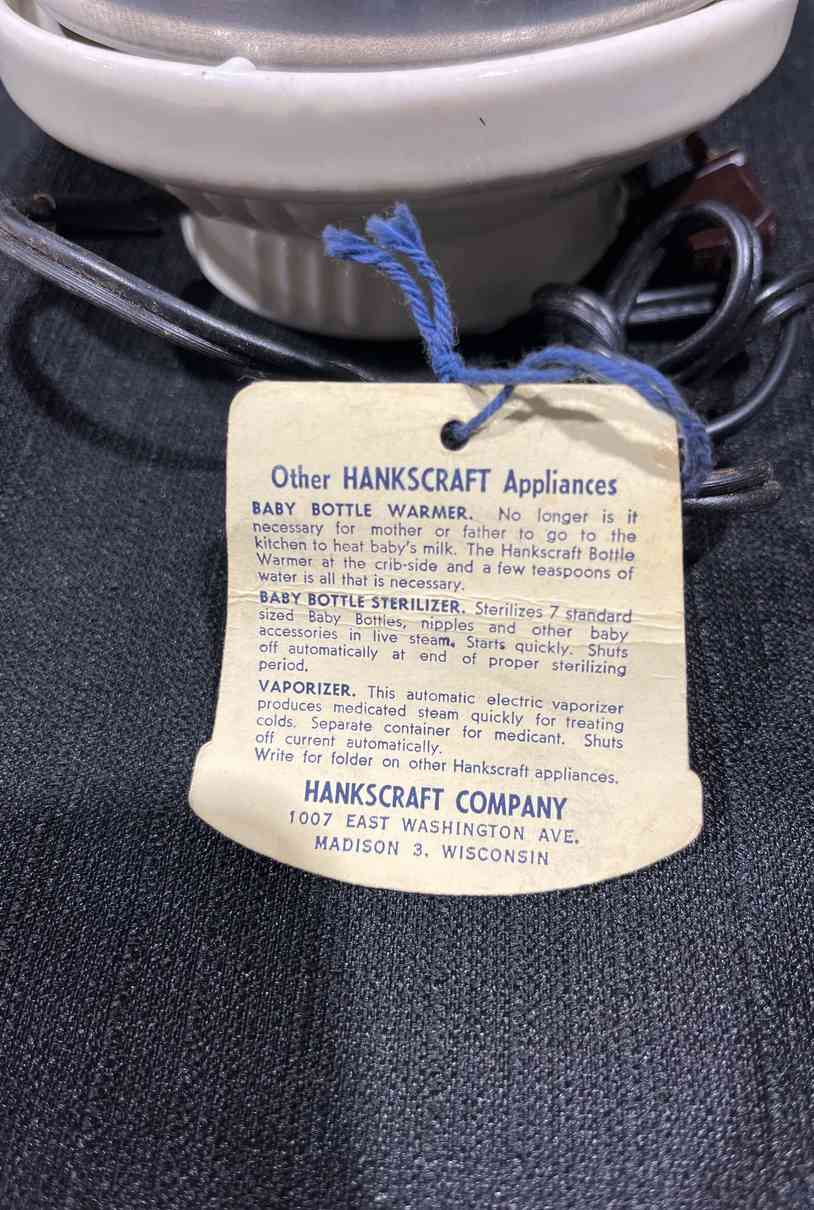 Other HANKSCRAFT Appliances
BABY BOTTLE WARMER. No longer is it
necessary for mother or father to go to the
kitchen to heat baby's milk. The Hankscraft Bottle
Warmer at the crib-side and a few teaspoons of
water is all that is necessary.
BABY BOTTLE STERILIZER. Sterilizes 7 standard
sized Baby Bottles, nipples and other baby
accessories in live steam. Starts quickly. Shuts
off automatically at end of proper sterilizing
period.
VAPORIZER. This automatic electric vaporizer
produces medicated steam quickly for treating
colds. Separate container for medicant. Shuts
off current automatically.
Write for folder on other Hankscraft appliances.
HANKSCRAFT COMPANY
1007 EAST WASHINGTON AVE.
MADISON 3, WISCONSIN